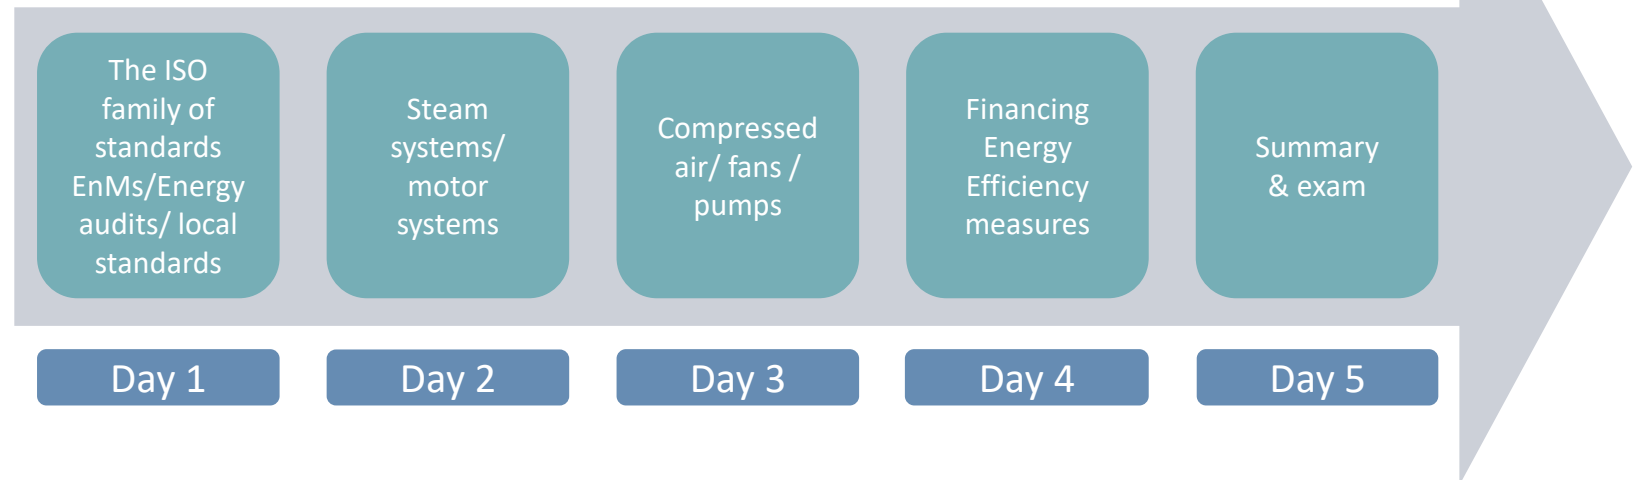 The ISO
family of
standards
EnMs/Energy
audits/ local
standards
Steam
systems/
motor
systems
Compressed
air/ fans /
pumps
Financing
Energy
Efficiency
measures
Summary
& exam
Day 1
Day 2
Day 3
Day 4
Day 5